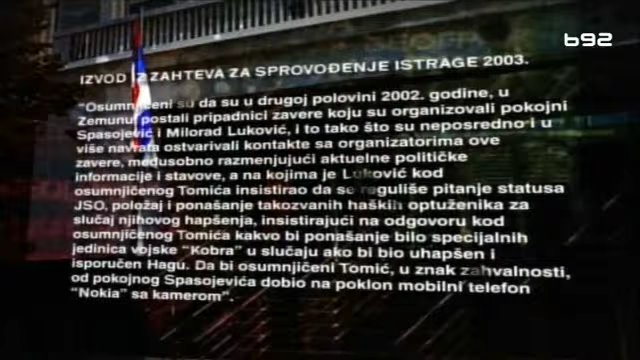 b92
IZVOD IZ ZAHTEVA ZA SPROVOĐENJE ISTRAGE 2003.
"Osumnjičeni su da su u drugoj polovini 2002. godine, u
Zemunu postali pripadnici zavere koju su organizovali pokojni
Spasojević i Milorad Luković, i to tako što su neposredno i u
više navrata ostvarivali kontakte sa organizatorima ove
zavere, međusobno razmenjujući aktuelne političke
informacije i stavove, a na kojima je Luković kod
osumnjičenog Tomića insistirao da se reguliše pitanje statusa
JSO, položaj i ponašanje takozvanih haških optuženika za
slučaj njihovog hapšenja, insistirajući na odgovoru kod
osumnjičenog Tomića kakvo bi ponašanje bilo specijalnih
jedinica vojske "Kobra" u slučaju ako bi bio uhapšen i
isporučen Hagu. Da bi osumnjičeni Tomić, u znak zahvalnosti,
od pokojnog Spasojevića dobio na poklon mobilni telefon
"Nokia" sa kamerom".